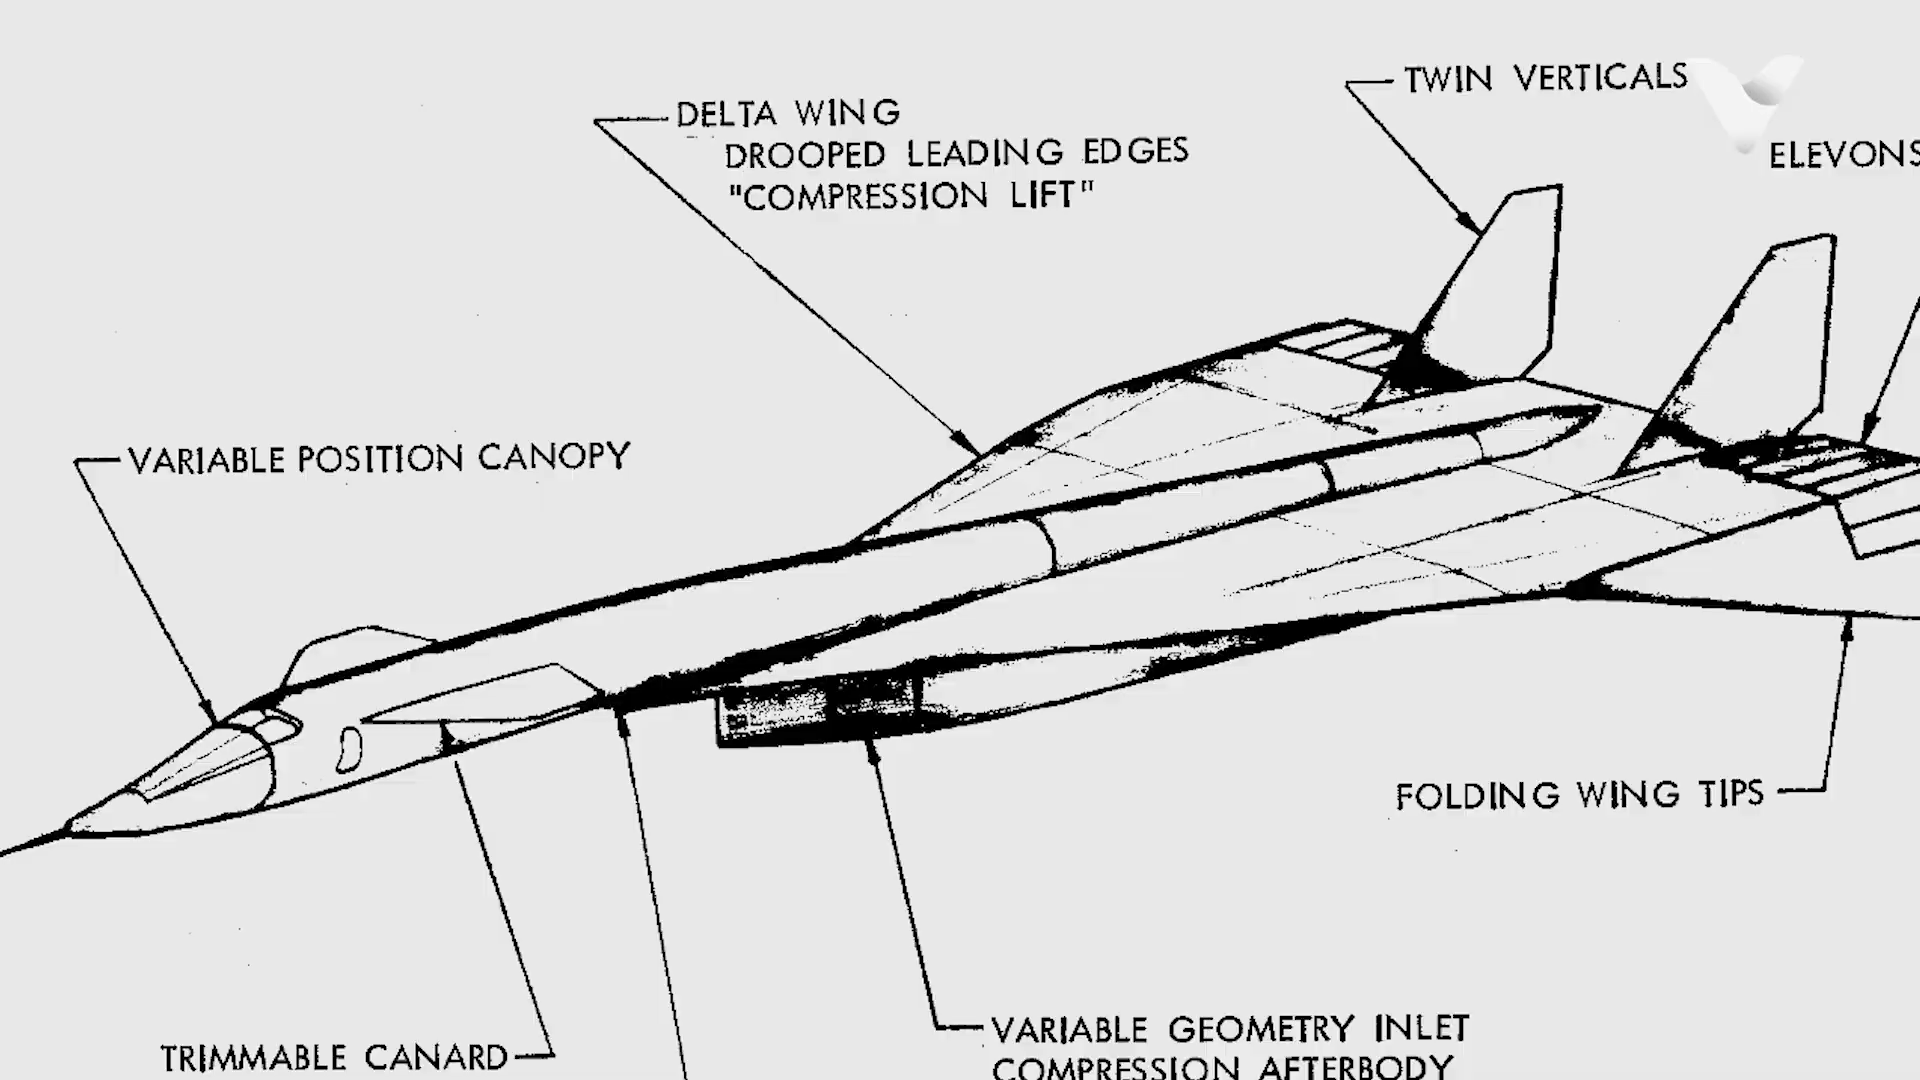 TWIN VERTICALS
DELTA WING
DROOPED LEADING EDGES
"COMPRESSION LIFT"
ELEVONS
VARIABLE POSITION CANOPY
FOLDING WING TIPS
VARIABLE GEOMETRY INLET
COMPRESSION AFTERBODY
TRIMMABLE CANARD